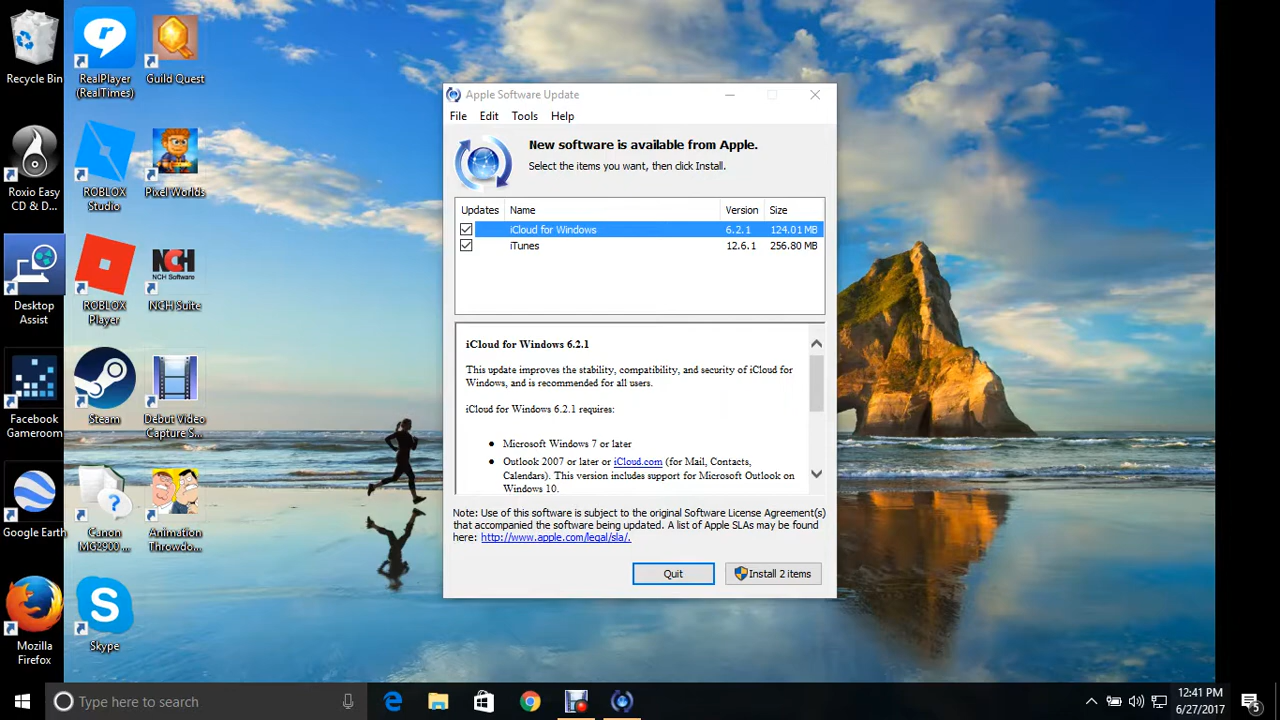 Recycle Bin
RealPlayer
(RealTimes)
Guild Quest
Roxio Easy
CD & D...
ROBLOX
Studio
Pixel Worlds
Desktop
Assist
ROBLOX
Player
NCH Software
NCH Suite
Facebook
Gameroom
Steam
Debut Video
Capture S...
Google Earth
Canon
MG2900 ...
Animation
Throwdo...
Mozilla
Firefox
Skype
Apple Software Update
File Edit Tools Help
New software is available from Apple.
Select the items you want, then click Install.
Updates Name Version Size
iCloud for Windows 6.2.1 124.01 MB
iTunes 12.6.1 256.80 MB
iCloud for Windows 6.2.1
This update improves the stability, compatibility, and security of iCloud for
Windows, and is recommended for all users.
iCloud for Windows 6.2.1 requires:
• Microsoft Windows 7 or later
• Outlook 2007 or later or iCloud.com (for Mail, Contacts,
Calendars). This version includes support for Microsoft Outlook on
Windows 10.
Note: Use of this software is subject to the original Software License Agreement(s)
that accompanied the software being updated. A list of Apple SLAs may be found
here: http://www.apple.com/legal/sla/.
Quit Install 2 items
Type here to search
12:41 PM
6/27/2017
5